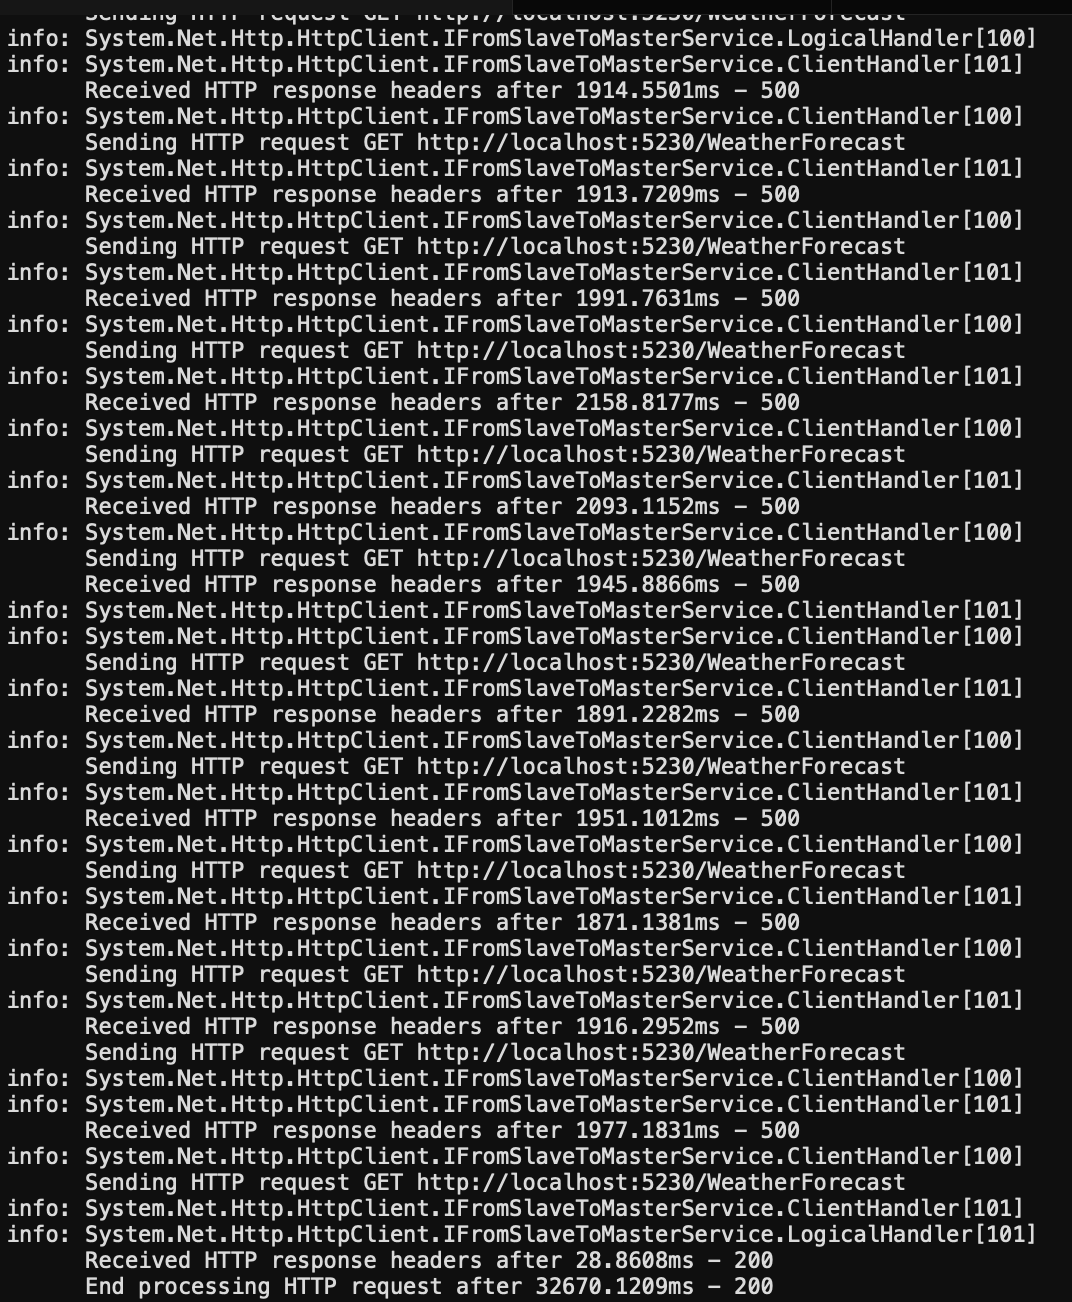 Sending HTTP request GET http://localhost:5230/WeatherForecast
info: System.Net.Http.HttpClient.IFromSlaveToMasterService.LogicalHandler[100]
info: System.Net.Http.HttpClient.IFromSlaveToMasterService.ClientHandler[101]
Received HTTP response headers after 1914.5501ms – 500
info: System.Net.Http.HttpClient.IFromSlaveToMasterService.ClientHandler[100]
Sending HTTP request GET http://localhost:5230/WeatherForecast
info: System.Net.Http.HttpClient.IFromSlaveToMasterService.ClientHandler[101]
Received HTTP response headers after 1913.7209ms – 500
info: System.Net.Http.HttpClient.IFromSlaveToMasterService.ClientHandler[100]
Sending HTTP request GET http://localhost:5230/WeatherForecast
info: System.Net.Http.HttpClient.IFromSlaveToMasterService.ClientHandler[101]
Received HTTP response headers after 1991.7631ms – 500
info: System.Net.Http.HttpClient.IFromSlaveToMasterService.ClientHandler[100]
Sending HTTP request GET http://localhost:5230/WeatherForecast
info: System.Net.Http.HttpClient.IFromSlaveToMasterService.ClientHandler[101]
Received HTTP response headers after 2158.8177ms – 500
info: System.Net.Http.HttpClient.IFromSlaveToMasterService.ClientHandler[100]
Sending HTTP request GET http://localhost:5230/WeatherForecast
info: System.Net.Http.HttpClient.IFromSlaveToMasterService.ClientHandler[101]
Received HTTP response headers after 2093.1152ms – 500
info: System.Net.Http.HttpClient.IFromSlaveToMasterService.ClientHandler[100]
Sending HTTP request GET http://localhost:5230/WeatherForecast
Received HTTP response headers after 1945.8866ms – 500
info: System.Net.Http.HttpClient.IFromSlaveToMasterService.ClientHandler[101]
info: System.Net.Http.HttpClient.IFromSlaveToMasterService.ClientHandler[100]
Sending HTTP request GET http://localhost:5230/WeatherForecast
info: System.Net.Http.HttpClient.IFromSlaveToMasterService.ClientHandler[101]
Received HTTP response headers after 1891.2282ms – 500
info: System.Net.Http.HttpClient.IFromSlaveToMasterService.ClientHandler[100]
Sending HTTP request GET http://localhost:5230/WeatherForecast
info: System.Net.Http.HttpClient.IFromSlaveToMasterService.ClientHandler[101]
Received HTTP response headers after 1951.1012ms – 500
info: System.Net.Http.HttpClient.IFromSlaveToMasterService.ClientHandler[100]
Sending HTTP request GET http://localhost:5230/WeatherForecast
info: System.Net.Http.HttpClient.IFromSlaveToMasterService.ClientHandler[101]
Received HTTP response headers after 1871.1381ms – 500
info: System.Net.Http.HttpClient.IFromSlaveToMasterService.ClientHandler[100]
Sending HTTP request GET http://localhost:5230/WeatherForecast
info: System.Net.Http.HttpClient.IFromSlaveToMasterService.ClientHandler[101]
Received HTTP response headers after 1916.2952ms – 500
Sending HTTP request GET http://localhost:5230/WeatherForecast
info: System.Net.Http.HttpClient.IFromSlaveToMasterService.ClientHandler[100]
info: System.Net.Http.HttpClient.IFromSlaveToMasterService.ClientHandler[101]
Received HTTP response headers after 1977.1831ms – 500
info: System.Net.Http.HttpClient.IFromSlaveToMasterService.ClientHandler[100]
Sending HTTP request GET http://localhost:5230/WeatherForecast
info: System.Net.Http.HttpClient.IFromSlaveToMasterService.ClientHandler[101]
info: System.Net.Http.HttpClient.IFromSlaveToMasterService.LogicalHandler[101]
Received HTTP response headers after 28.8608ms – 200
End processing HTTP request after 32670.1209ms – 200